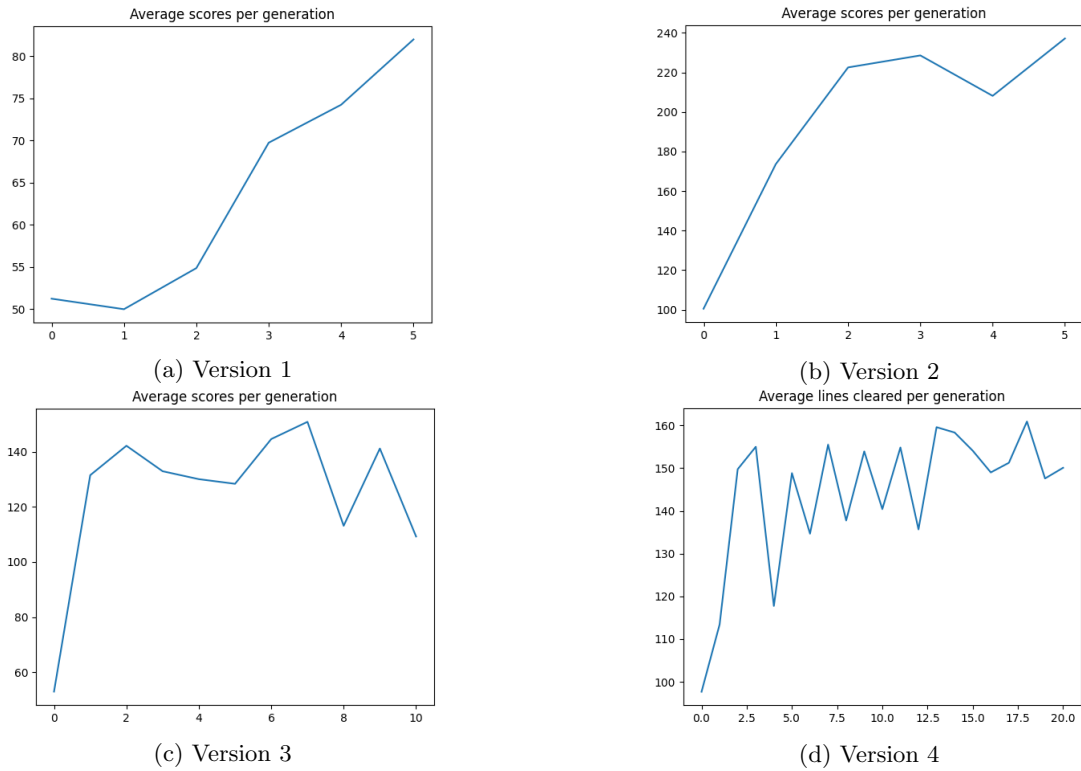 Average scores per generation
80
75
70
65
60
55
50
0 1 2 3 4 5
(a) Version 1
Average scores per generation
240
220
200
180
160
140
120
100
0 1 2 3 4 5
(b) Version 2
Average scores per generation
140
120
100
80
60
0 2 4 6 8 10
(c) Version 3
Average lines cleared per generation
160
150
140
130
120
110
100
0.0 2.5 5.0 7.5 10.0 12.5 15.0 17.5 20.0
(d) Version 4